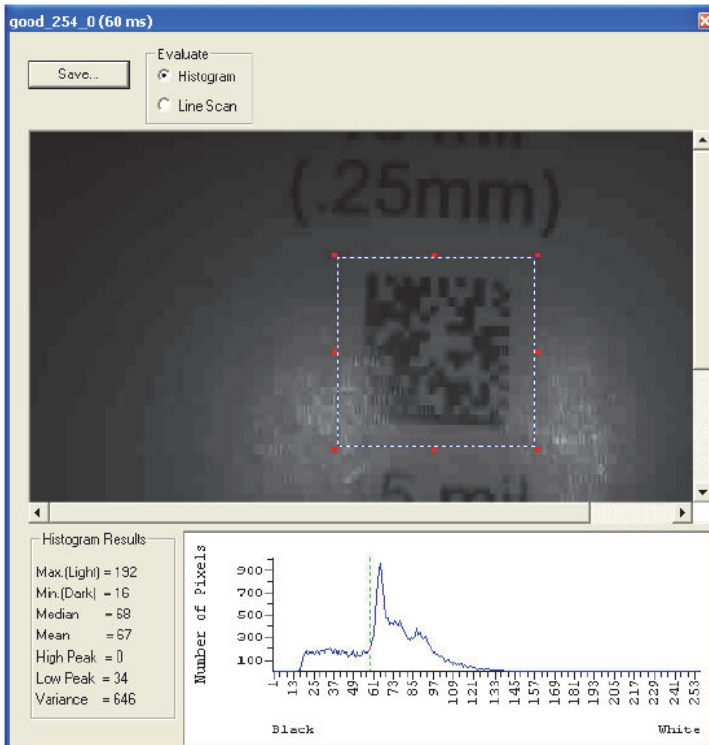 good_254_0 (60 ms)
Save...
Evaluate
Histogram
Line Scan
mil
(.25mm)
5 mil
Histogram Results
Max.(Light) = 192
Min.(Dark) = 16
Median = 68
Mean = 67
High Peak = 0
Low Peak = 34
Variance = 646
Number of Pixels
900
700
500
300
100
1 13 25 37 49 61 73 85 97 109 121 133 145 157 169 181 193 205 217 229 241 253
Black White